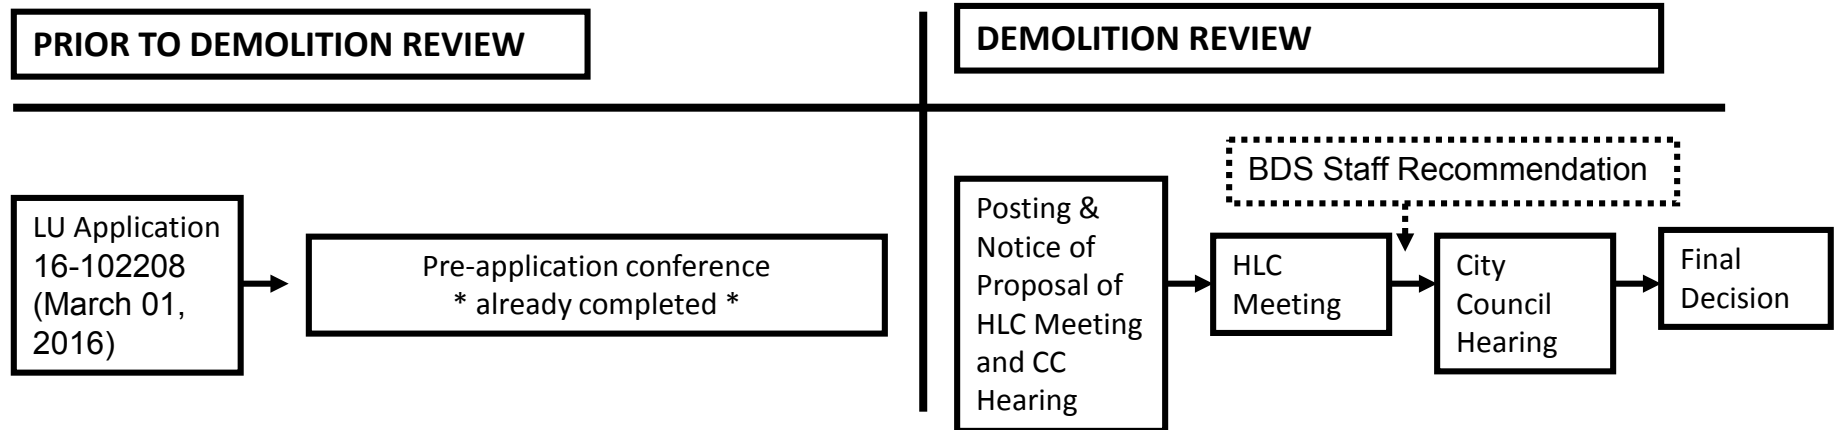 PRIOR TO DEMOLITION REVIEW
DEMOLITION REVIEW
LU Application
16-102208
(March 01,
2016)
Pre-application conference
* already completed *
Posting &
Notice of
Proposal of
HLC Meeting
and CC
Hearing
BDS Staff Recommendation
HLC
Meeting
City
Council
Hearing
Final
Decision